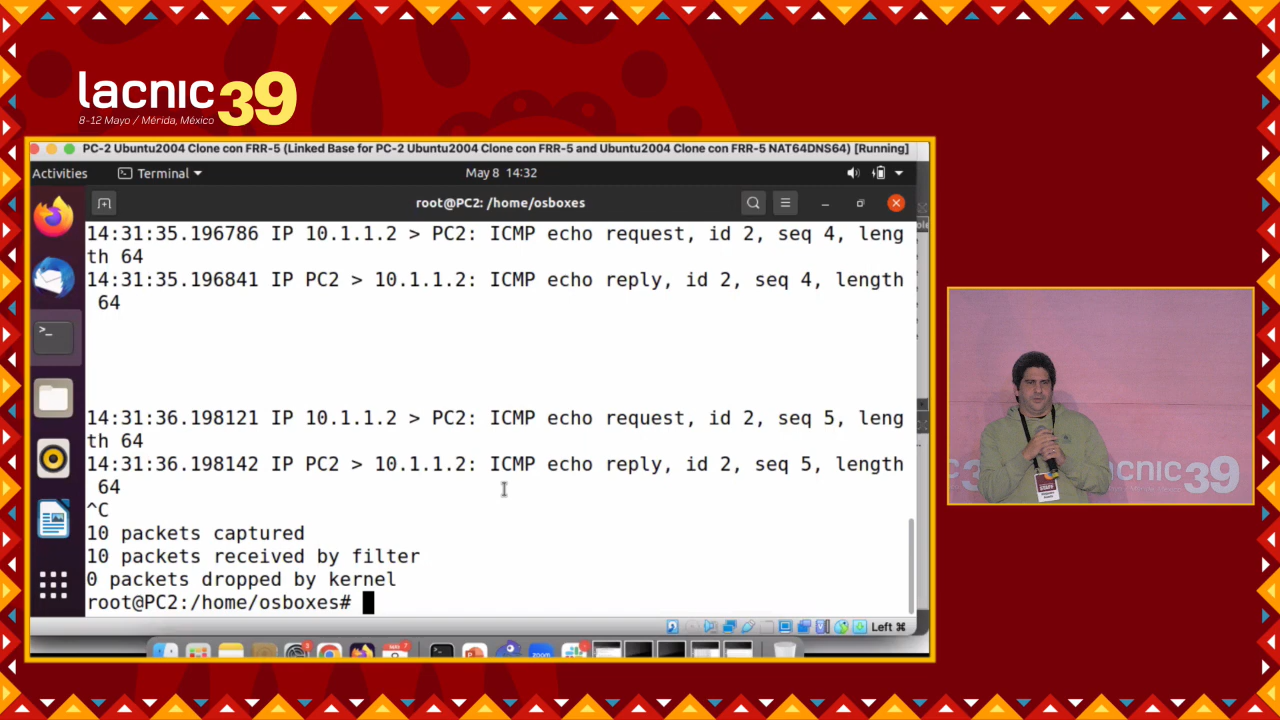 lacnic39
8-12 Mayo / Mérida, México
PC-2 Ubuntu2004 Clone con FRR-5 (Linked Base for PC-2 Ubuntu2004 Clone con FRR-5 and Ubuntu2004 Clone con FRR-5 NAT64DNS64) [Running]
Activities Terminal May 8 14:32
root@PC2: /home/osboxes
14:31:35.196786 IP 10.1.1.2 > PC2: ICMP echo request, id 2, seq 4, leng
th 64
14:31:35.196841 IP PC2 > 10.1.1.2: ICMP echo reply, id 2, seq 4, length
64
14:31:36.198121 IP 10.1.1.2 > PC2: ICMP echo request, id 2, seq 5, leng
th 64
14:31:36.198142 IP PC2 > 10.1.1.2: ICMP echo reply, id 2, seq 5, length
64
^C
10 packets captured
10 packets received by filter
0 packets dropped by kernel
root@PC2:/home/osboxes#
Left ⌘
zoom
cnic39
STAFF